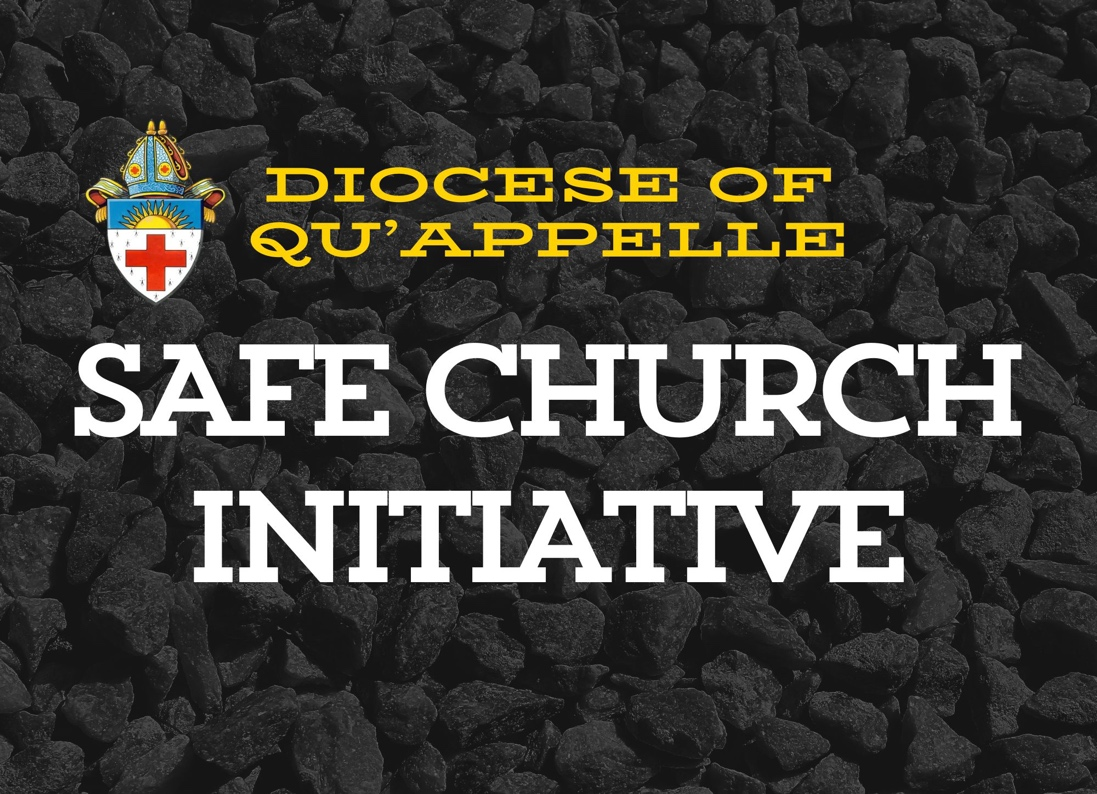 DIOCESE OF
QU’APPELLE
SAFE CHURCH
INITIATIVE